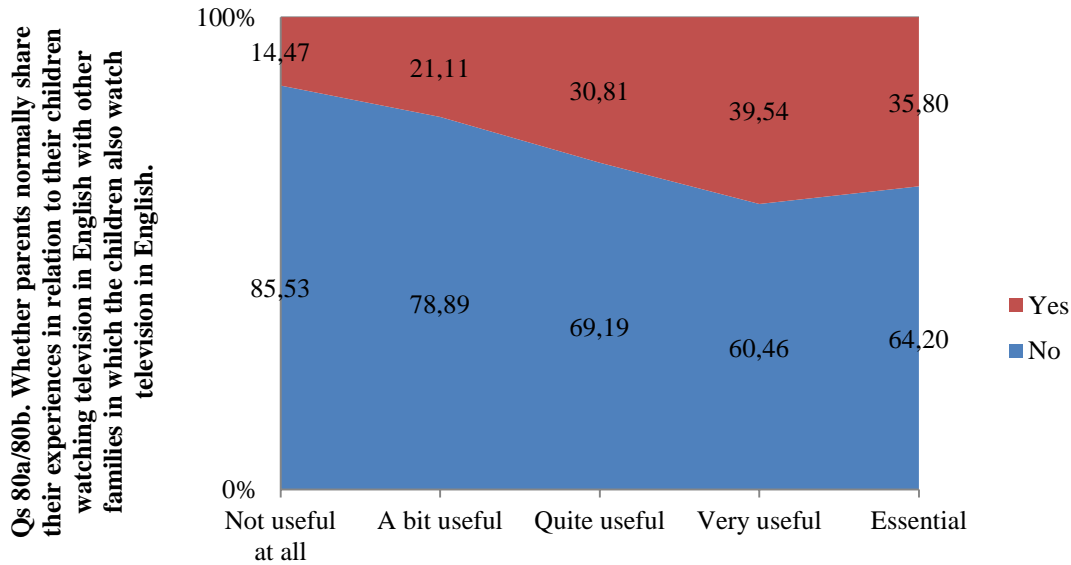 Qs 80a/80b. Whether parents normally share
their experiences in relation to their children
watching television in English with other
families in which the children also watch
television in English.
100%
0%
14,47
21,11
30,81
39,54
35,80
85,53
78,89
69,19
60,46
64,20
Yes
No
Not useful
at all
A bit useful
Quite useful
Very useful
Essential